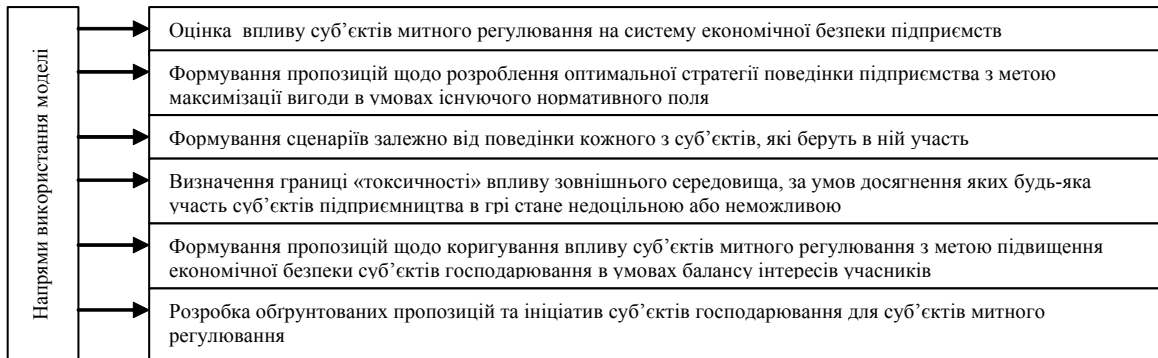 Напрями використання моделі
Оцінка впливу суб’єктів митного регулювання на систему економічної безпеки підприємств
Формування пропозицій щодо розроблення оптимальної стратегії поведінки підприємства з метою
максимізації вигоди в умовах існуючого нормативного поля
Формування сценаріїв залежно від поведінки кожного з суб’єктів, які беруть в ній участь
Визначення границі «токсичності» впливу зовнішнього середовища, за умов досягнення яких будь-яка
участь суб’єктів підприємництва в грі стане недоцільною або неможливою
Формування пропозицій щодо коригування впливу суб’єктів митного регулювання з метою підвищення
економічної безпеки суб’єктів господарювання в умовах балансу інтересів учасників
Розробка обґрунтованих пропозицій та ініціатив суб’єктів господарювання для суб’єктів митного
регулювання